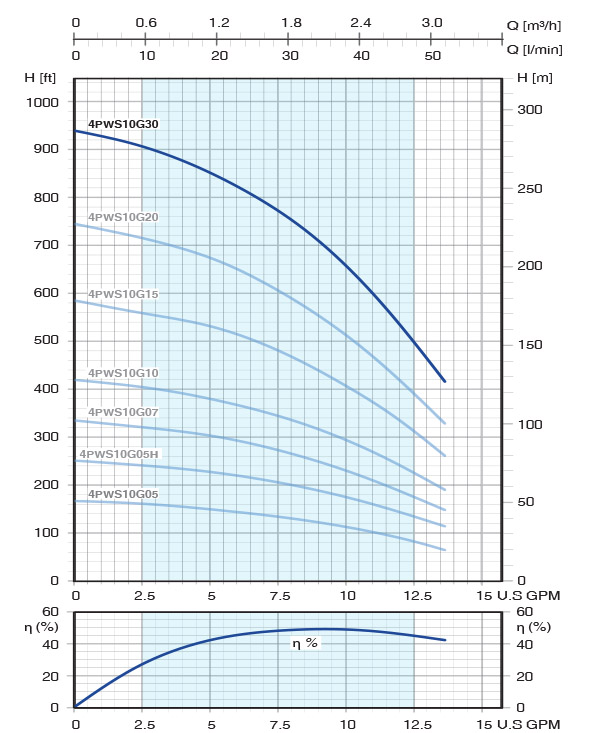 0 0.6 1.2 1.8 2.4 3.0 Q [m³/h]
0 10 20 30 40 50 Q [l/min]
H [ft] H [m]
1000
300
4PWS10G30
900
250
800
4PWS10G20
700
200
600
4PWS10G15
500
150
400
4PWS10G10
4PWS10G07
100
300
4PWS10G05H
200
4PWS10G05
50
100
0 0
0 2.5 5 7.5 10 12.5 15 U.S GPM
60 60
η (%) η (%)
40 η % 40
20 20
0 0
0 2.5 5 7.5 10 12.5 15 U.S GPM